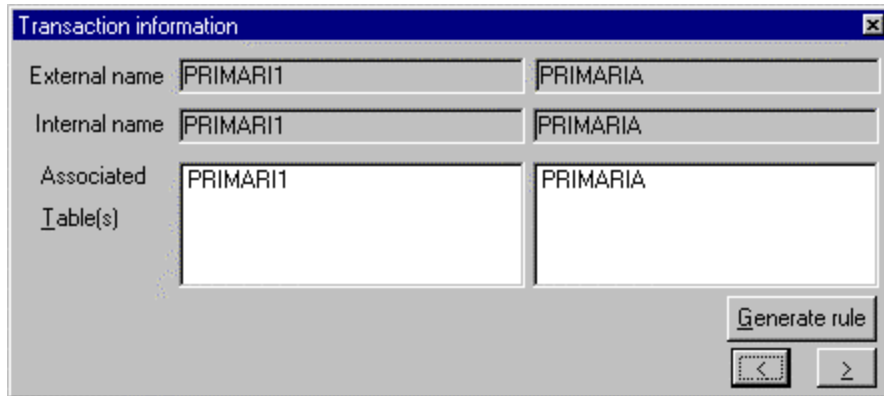 Transaction information
External name PRIMARI1 PRIMARIA
Internal name PRIMARI1 PRIMARIA
Associated Table(s) PRIMARI1 PRIMARIA
Generate rule
< >